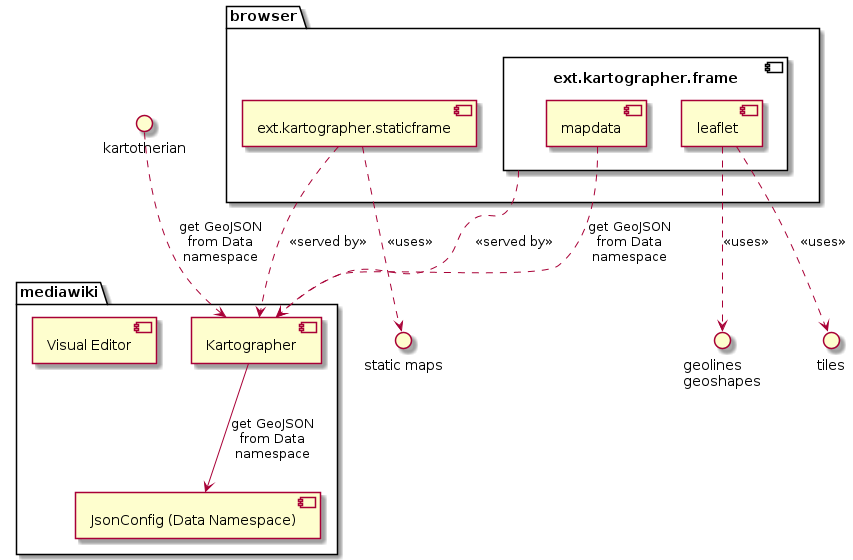 browser
ext.kartographer.frame
ext.kartographer.staticframe
mapdata
leaflet
kartotherian
get GeoJSON
from Data
namespace
«served by»
«uses»
«served by»
get GeoJSON
from Data
namespace
«uses»
«uses»
mediawiki
Visual Editor
Kartographer
static maps
geolines
geoshapes
tiles
get GeoJSON
from Data
namespace
JsonConfig (Data Namespace)